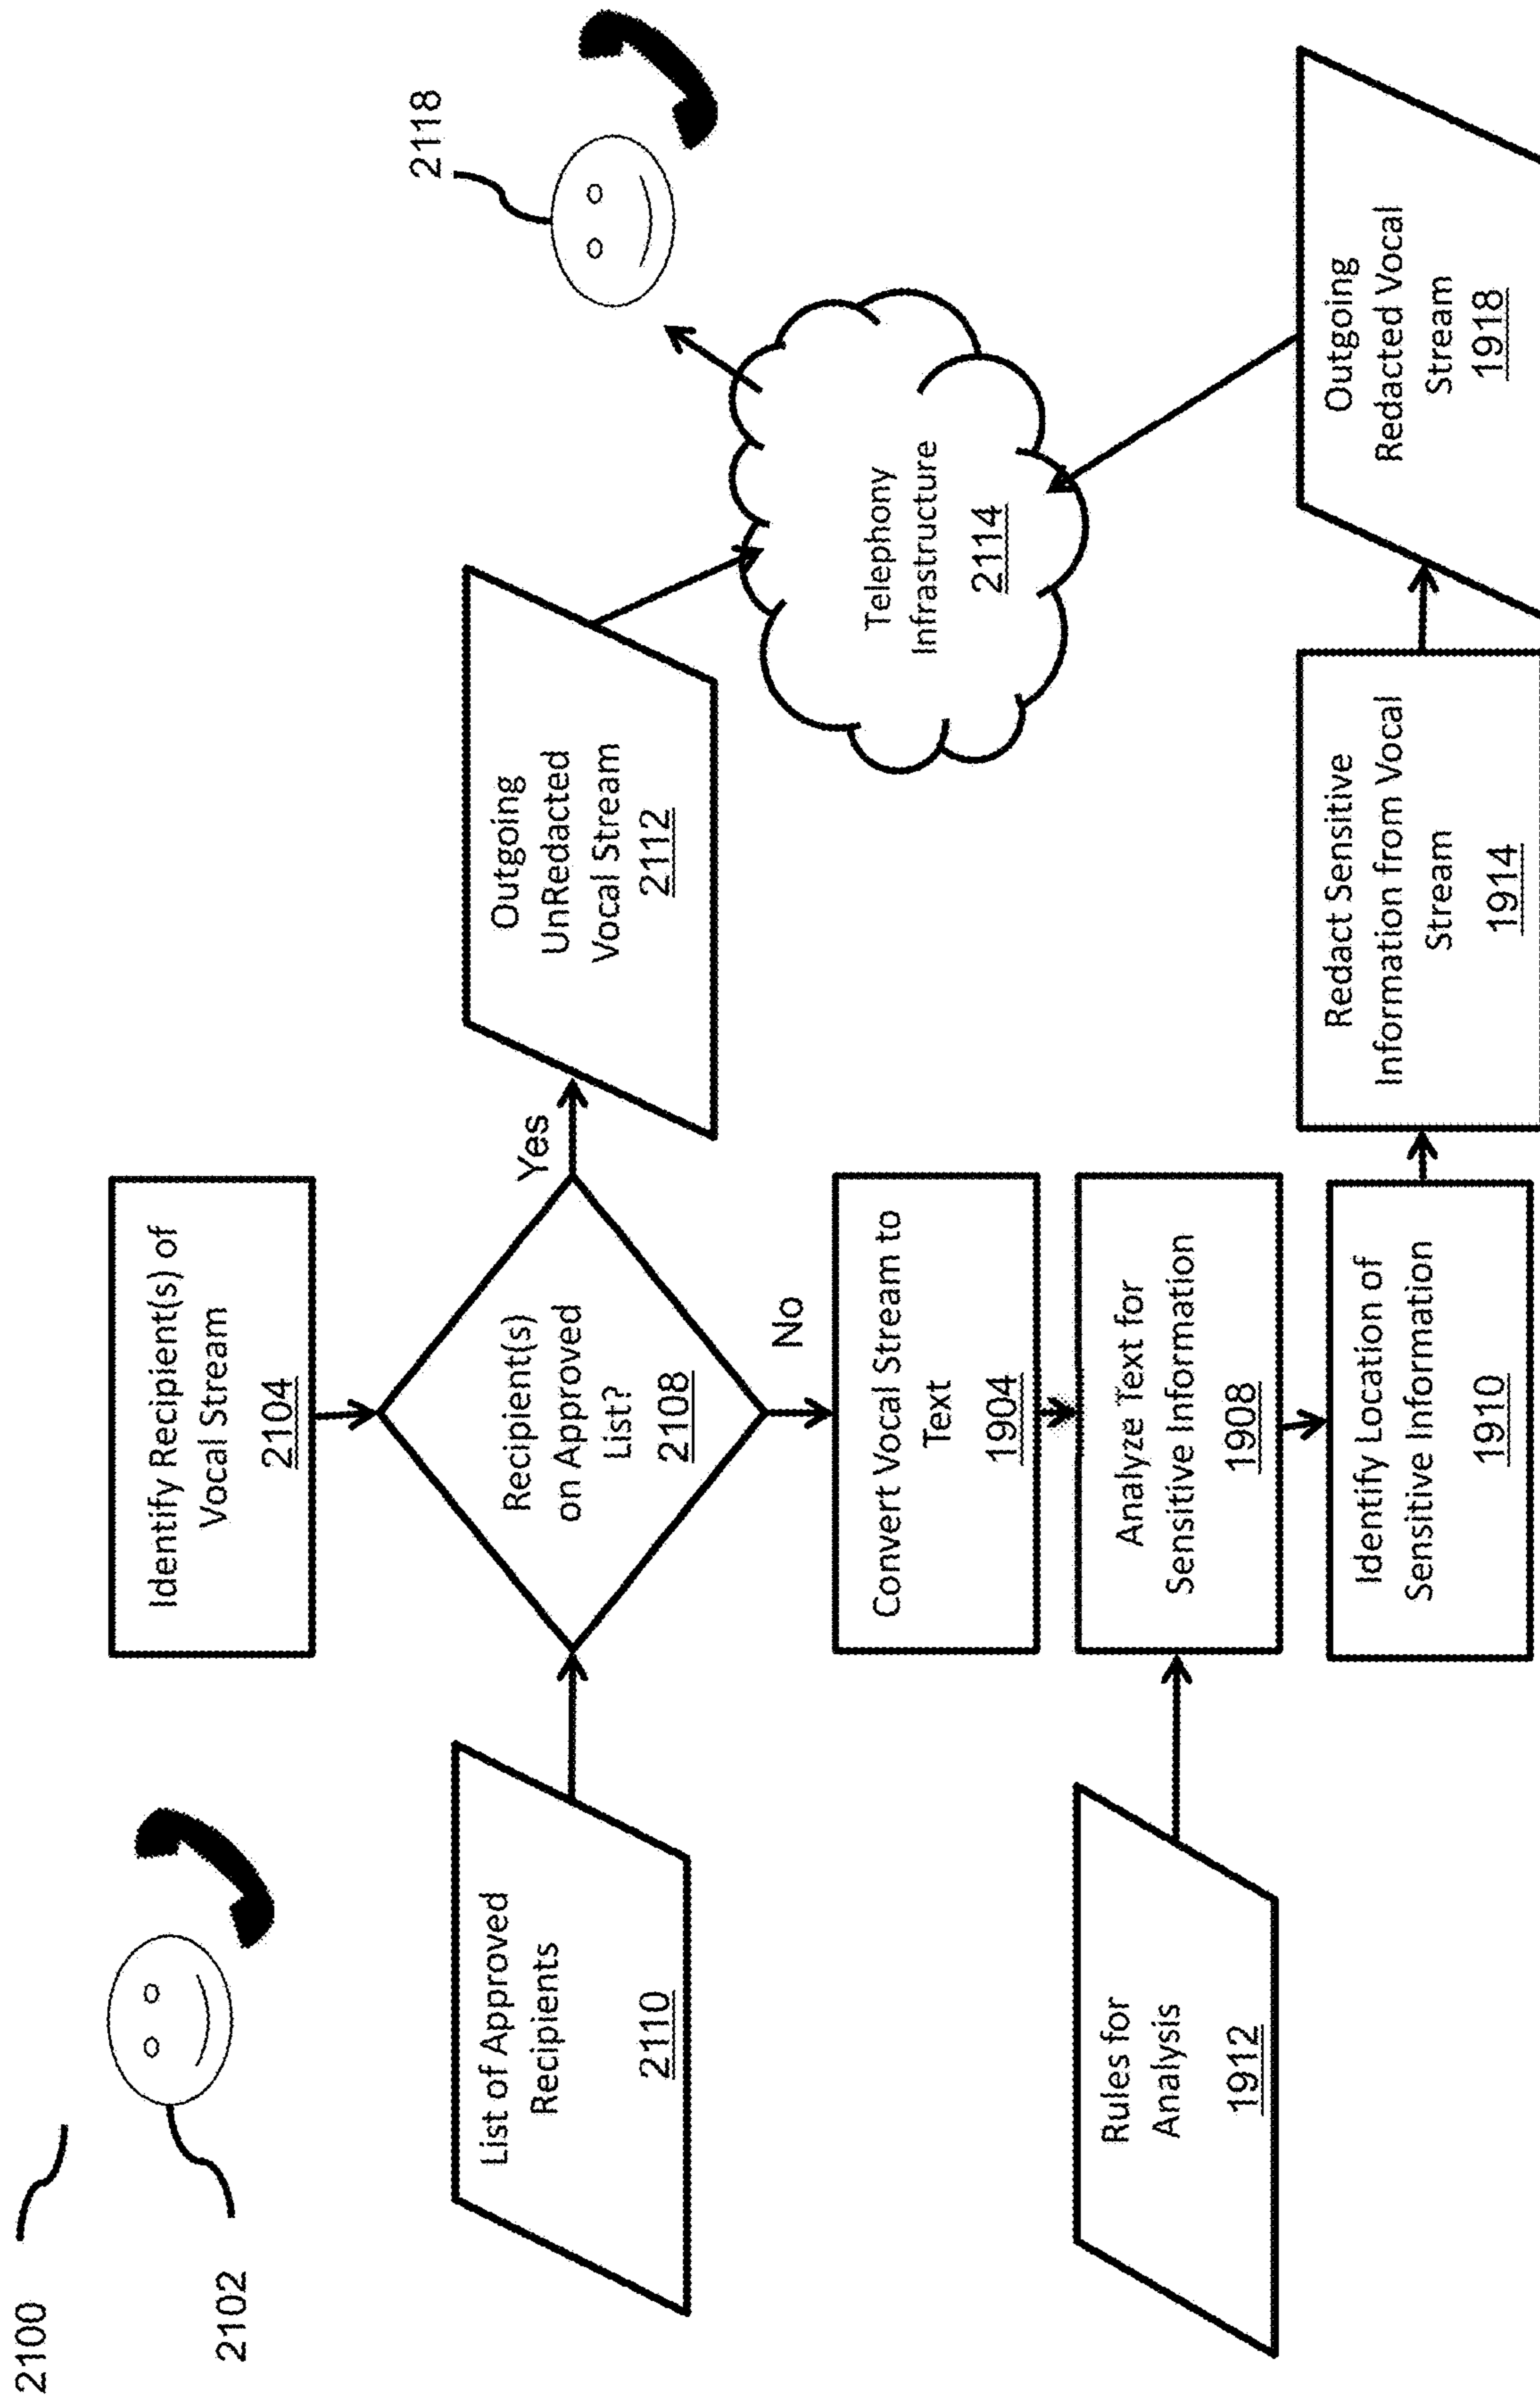 2100
2102
Identify Recipient(s) of
Vocal Stream
2104
2118
List of Approved
Recipients
2110
Recipient(s)
on Approved
List?
2108
Yes
Outgoing
UnRedacted
Vocal Stream
2112
No
Telephony
Infrastructure
2114
Convert Vocal Stream to
Text
1904
Rules for
Analysis
1912
Analyze Text for
Sensitive Information
1908
Identify Location of
Sensitive Information
1910
Redact Sensitive
Information from Vocal
Stream
1914
Outgoing
Redacted Vocal
Stream
1918